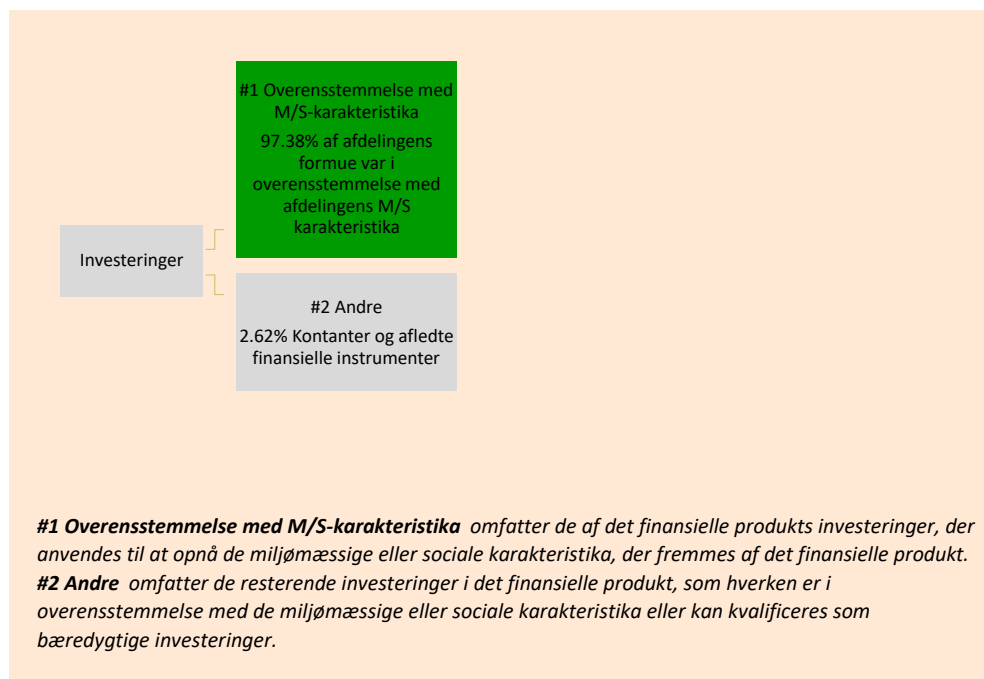 #1 Overensstemmelse med
M/S-karakteristika
97.38% af afdelingens
formue var i
overensstemmelse med
afdelingens M/S
karakteristika
Investeringer
#2 Andre
2.62% Kontanter og afledte
finansielle instrumenter
#1 Overensstemmelse med M/S-karakteristika omfatter de af det finansielle produkts investeringer, der
anvendes til at opnå de miljømæssige eller sociale karakteristika, der fremmes af det finansielle produkt.
#2 Andre omfatter de resterende investeringer i det finansielle produkt, som hverken er i
overensstemmelse med de miljømæssige eller sociale karakteristika eller kan kvalificeres som
bæredygtige investeringer.